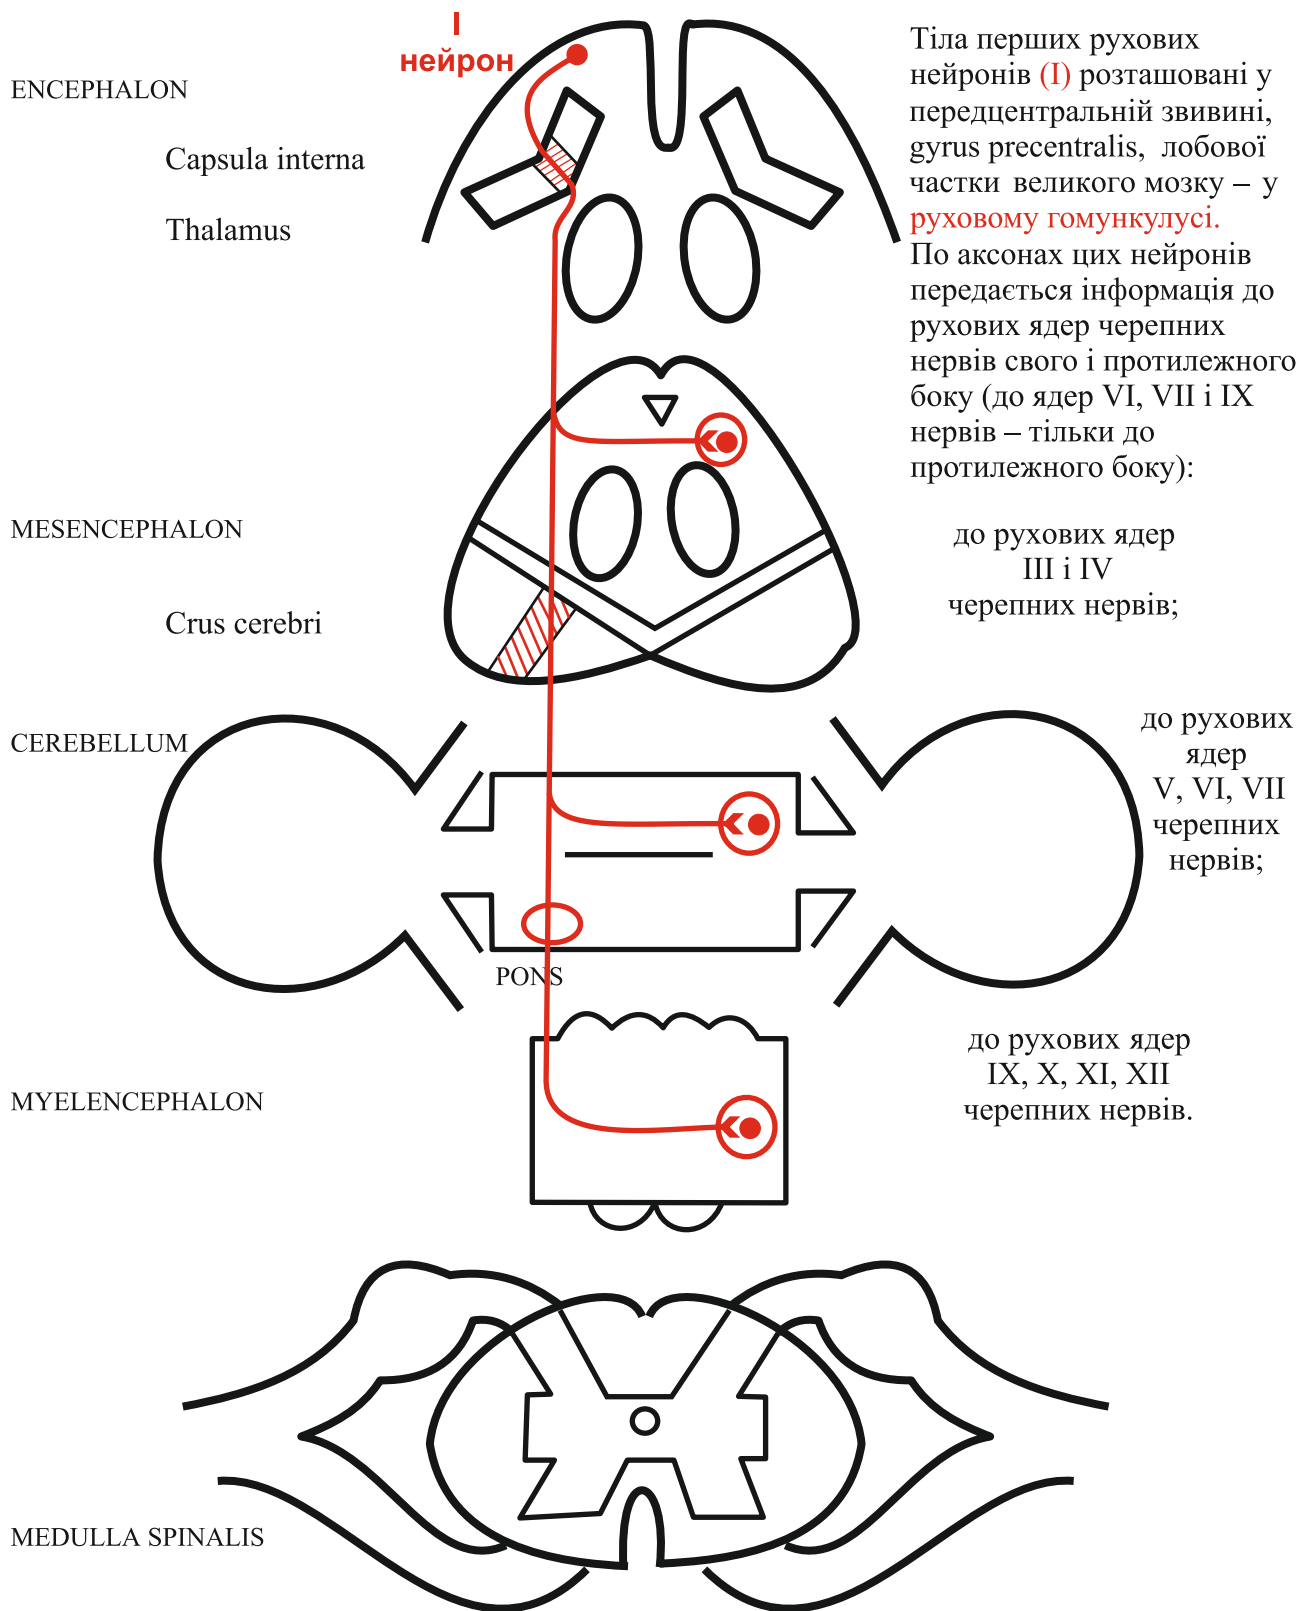 I
нейрон
ENCEPHALON
Capsula interna
Thalamus
Тіла перших рухових
нейронів (I) розташовані у
передцентральній звивині,
gyrus precentralis, лобової
частки великого мозку – у
руховому гомункулусі.
По аксонах цих нейронів
передається інформація до
рухових ядер черепних
нервів свого і протилежного
боку (до ядер VI, VII і IX
нервів – тільки до
протилежного боку):
MESENCEPHALON
Crus cerebri
до рухових ядер
III і IV
черепних нервів;
CEREBELLUM
до рухових
ядер
V, VI, VII
черепних
нервів;
PONS
MYELENCEPHALON
до рухових ядер
IX, X, XI, XII
черепних нервів.
MEDULLA SPINALIS